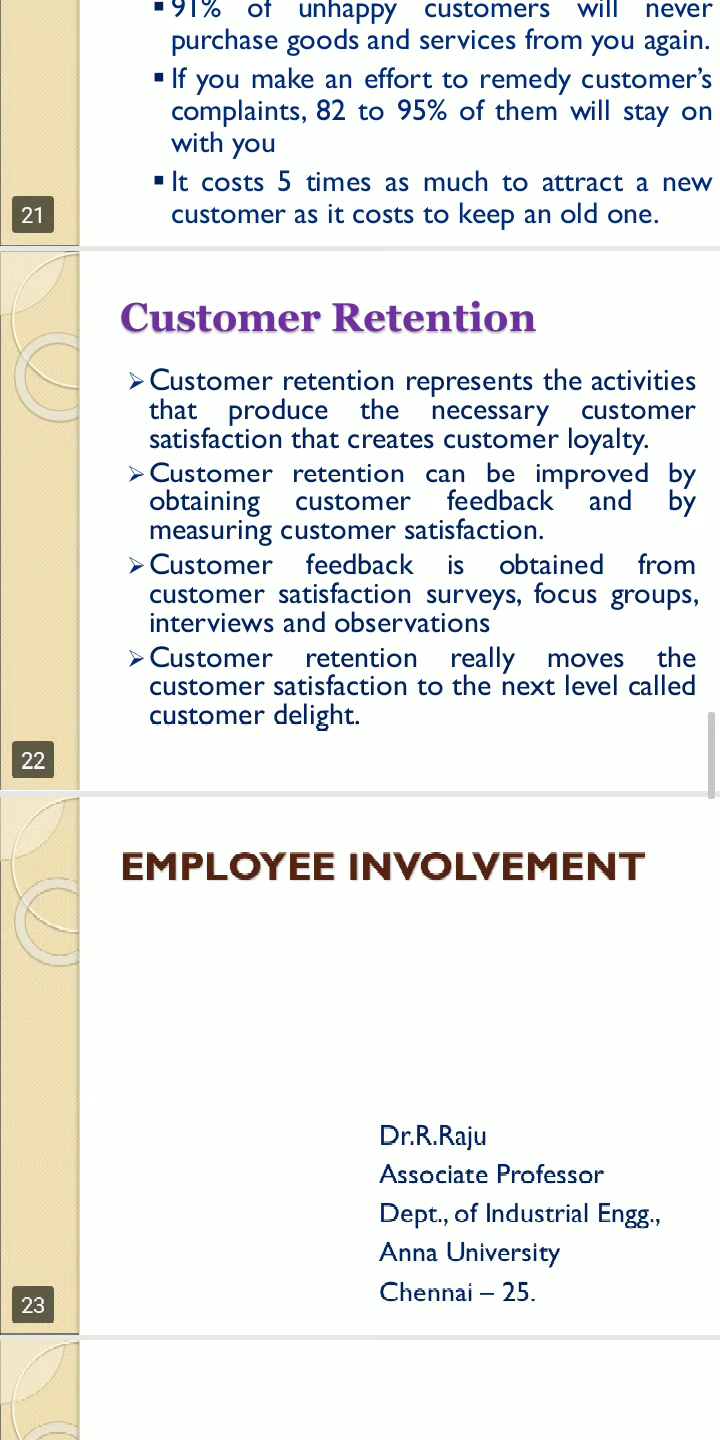 ▪ 91% of unhappy customers will never
purchase goods and services from you again.
▪ If you make an effort to remedy customer's
complaints, 82 to 95% of them will stay on
with you
▪ It costs 5 times as much to attract a new
customer as it costs to keep an old one.
21
Customer Retention
➢ Customer retention represents the activities
that produce the necessary customer
satisfaction that creates customer loyalty.
➢ Customer retention can be improved by
obtaining customer feedback and by
measuring customer satisfaction.
➢ Customer feedback is obtained from
customer satisfaction surveys, focus groups,
interviews and observations
➢ Customer retention really moves the
customer satisfaction to the next level called
customer delight.
22
EMPLOYEE INVOLVEMENT
Dr.R.Raju
Associate Professor
Dept., of Industrial Engg.,
Anna University
Chennai – 25.
23